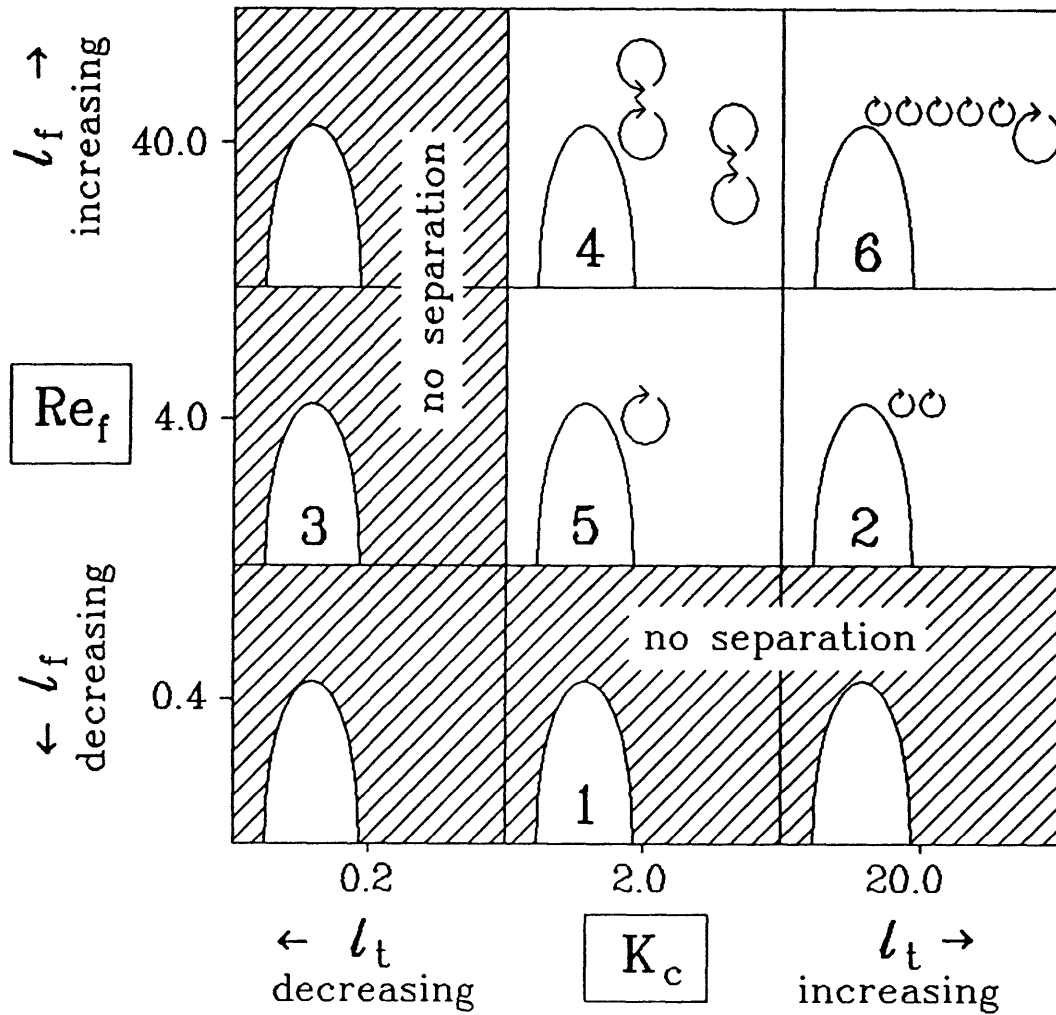 l_f →
increasing
40.0
no separation
4
6
Re_f
4.0
3
5
2
← l_f
decreasing
0.4
no separation
1
0.2
2.0
20.0
← l_t
decreasing
K_c
l_t →
increasing